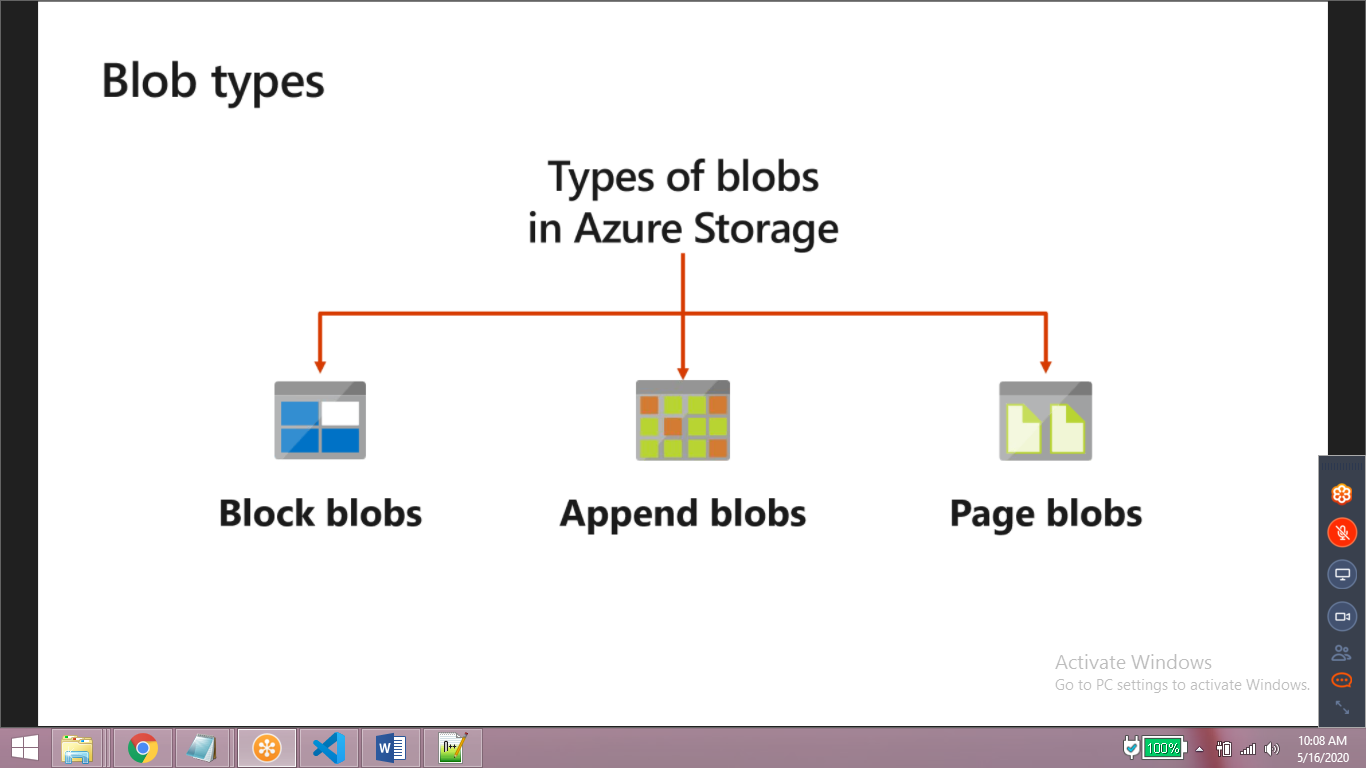 Blob types
Types of blobs
in Azure Storage
Block blobs
Append blobs
Page blobs
Activate Windows
Go to PC settings to activate Windows.
100%
10:08 AM
5/16/2020